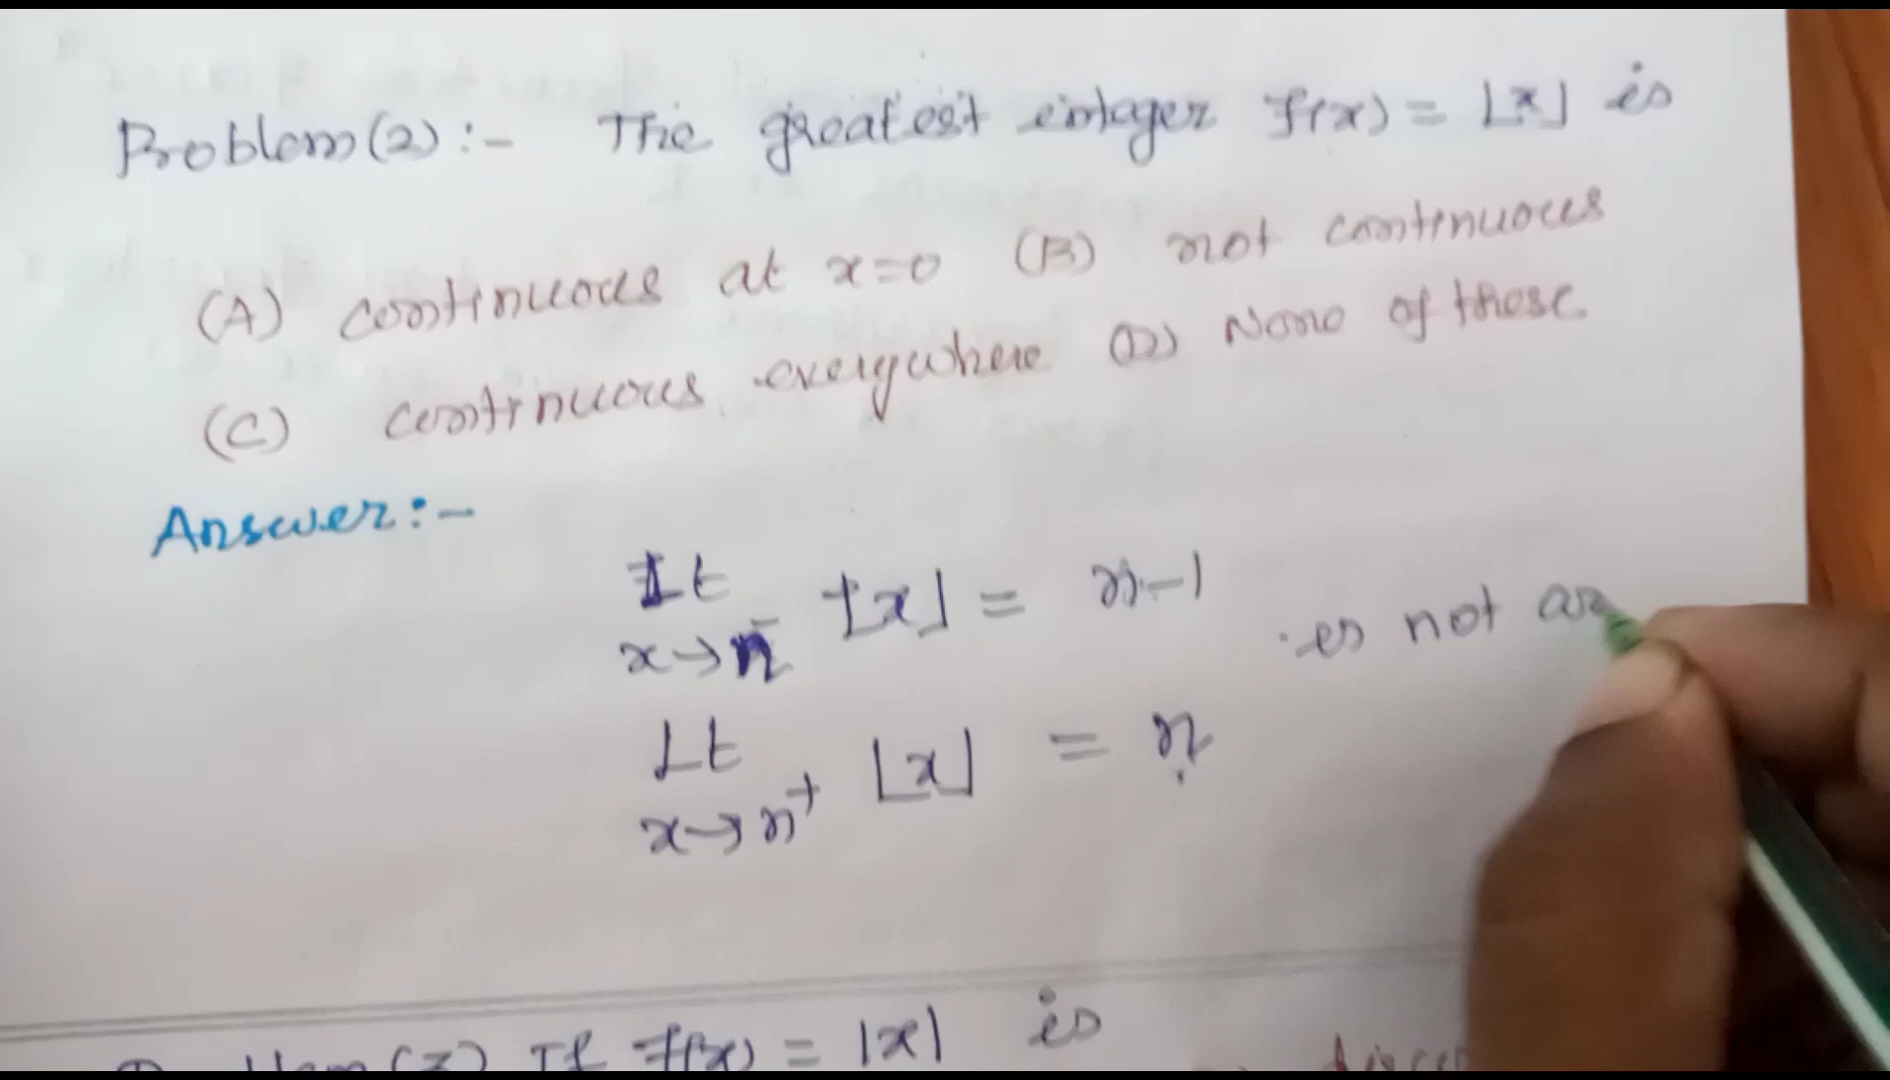 Problem (2) :- The greatest integer f(x) = ⌊x⌋ is
(A) continuous at x=0 (B) not continuous
(C) continuous everywhere (D) None of these
Answer :-
Lt x→n⁻ ⌊x⌋ = n-1
is not
Lt x→n⁺ ⌊x⌋ = n
(3) If f(x) = |x| is